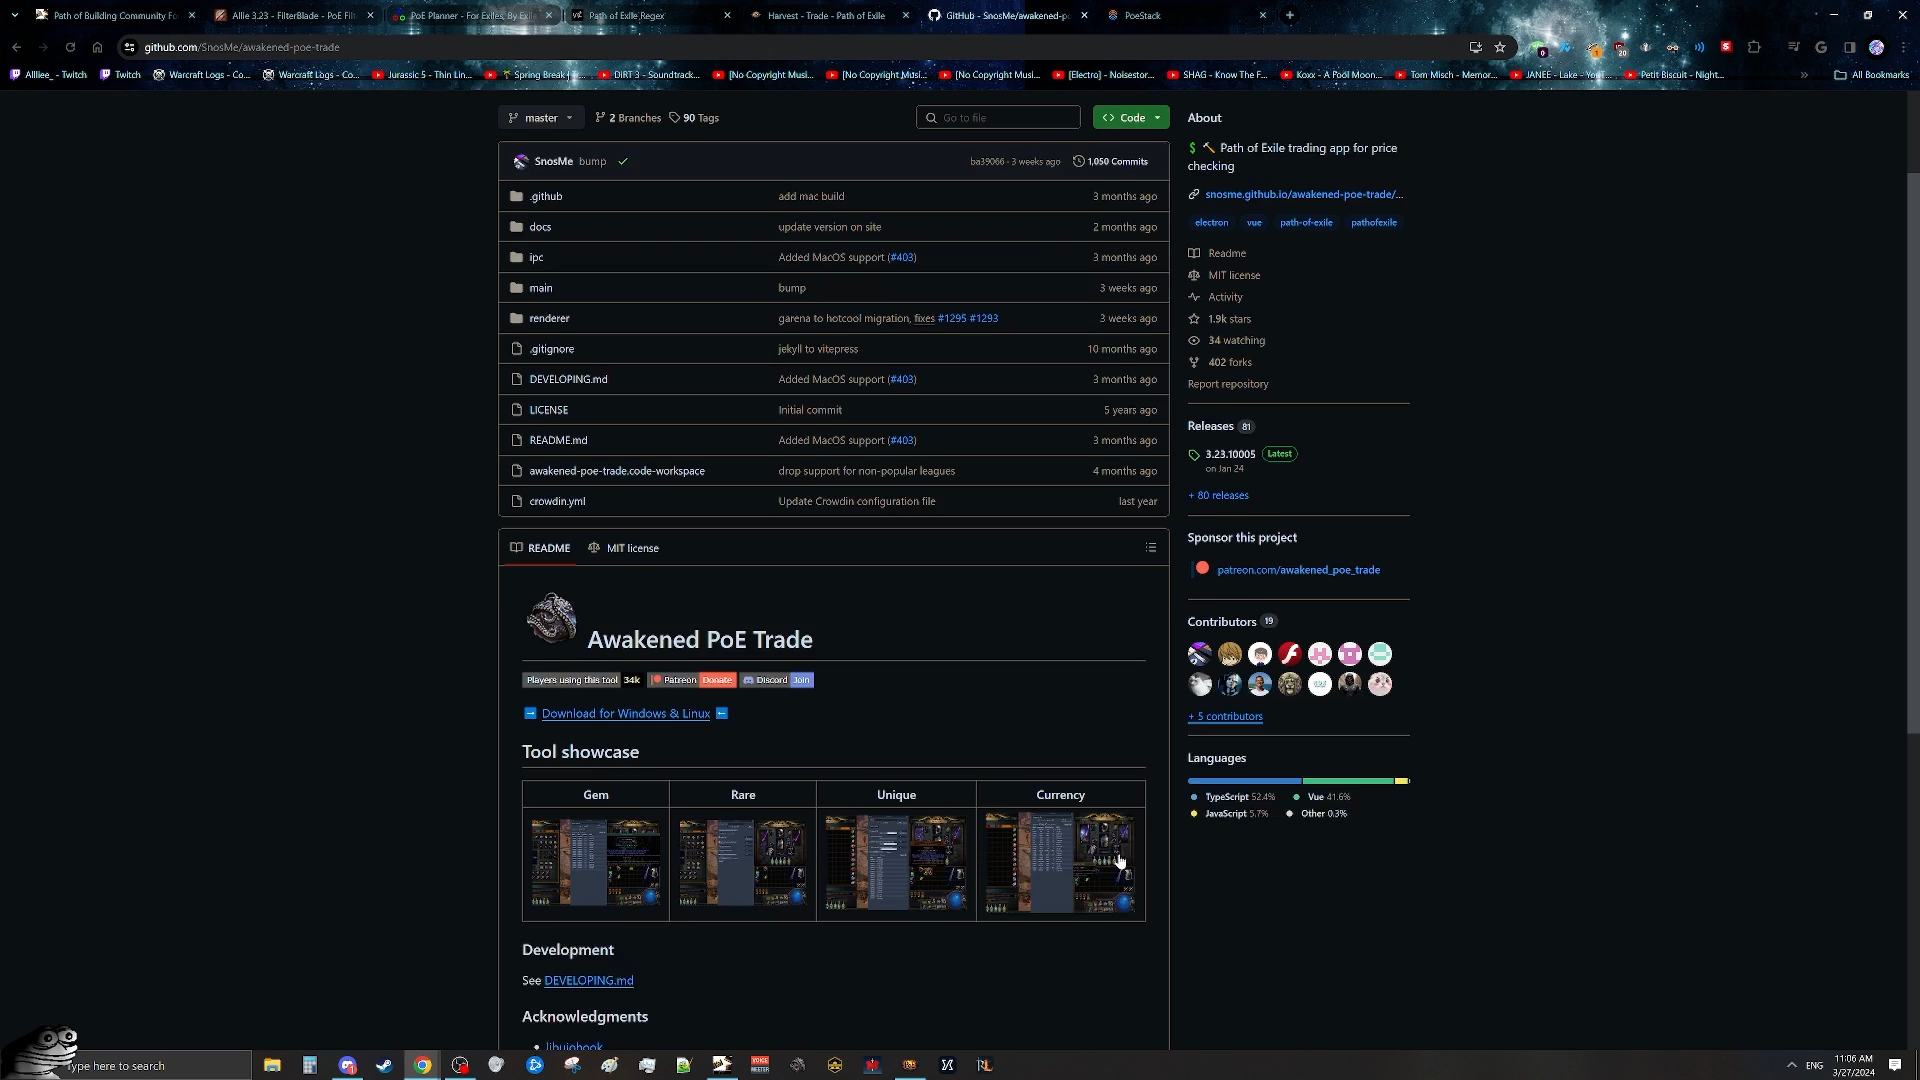 Path of Building Community Fo
Allie 3.23 - FilterBlade - PoE Filt
PoE Planner - For Exiles, By Exile
Path of Exile Regex
Harvest - Trade - Path of Exile
GitHub - SnosMe/awakened-po
PoeStack
github.com/SnosMe/awakened-poe-trade
Allliee_ - Twitch
Twitch
Warcraft Logs - Co...
Warcraft Logs - Co...
Jurassic 5 - Thin Lin...
Spring Break
DiRT 3 - Soundtrack...
[No Copyright Musi...
[No Copyright Musi...
[No Copyright Musi...
[Electro] - Noisestor...
SHAG - Know The F...
Koxx - A Pool Moon...
Tom Misch - Memor...
JANEE - Lake - YouT...
Petit Biscuit - Night...
All Bookmarks
master
2 Branches
90 Tags
Go to file
Code
SnosMe bump
ba39066 · 3 weeks ago
1,050 Commits
.github add mac build 3 months ago
docs update version on site 2 months ago
ipc Added MacOS support (#403) 3 months ago
main bump 3 weeks ago
renderer garena to hotcool migration, fixes #1295 #1293 3 weeks ago
.gitignore jekyll to vitepress 10 months ago
DEVELOPING.md Added MacOS support (#403) 3 months ago
LICENSE Initial commit 5 years ago
README.md Added MacOS support (#403) 3 months ago
awakened-poe-trade.code-workspace drop support for non-popular leagues 4 months ago
crowdin.yml Update Crowdin configuration file last year
README
MIT license
Awakened PoE Trade
Players using this tool 34k Patreon Donate Discord Join
Download for Windows & Linux
Tool showcase
Gem Rare Unique Currency
Development
See DEVELOPING.md
Acknowledgments
libuiohook
About
Path of Exile trading app for price
checking
snosme.github.io/awakened-poe-trade/...
electron vue path-of-exile pathofexile
Readme
MIT license
Activity
1.9k stars
34 watching
402 forks
Report repository
Releases 81
3.23.10005 Latest
on Jan 24
+ 80 releases
Sponsor this project
patreon.com/awakened_poe_trade
Contributors 19
+ 5 contributors
Languages
TypeScript 52.4% Vue 41.6%
JavaScript 5.7% Other 0.3%
Type here to search
VOICE
MEETER
ENG
11:06 AM
3/27/2024